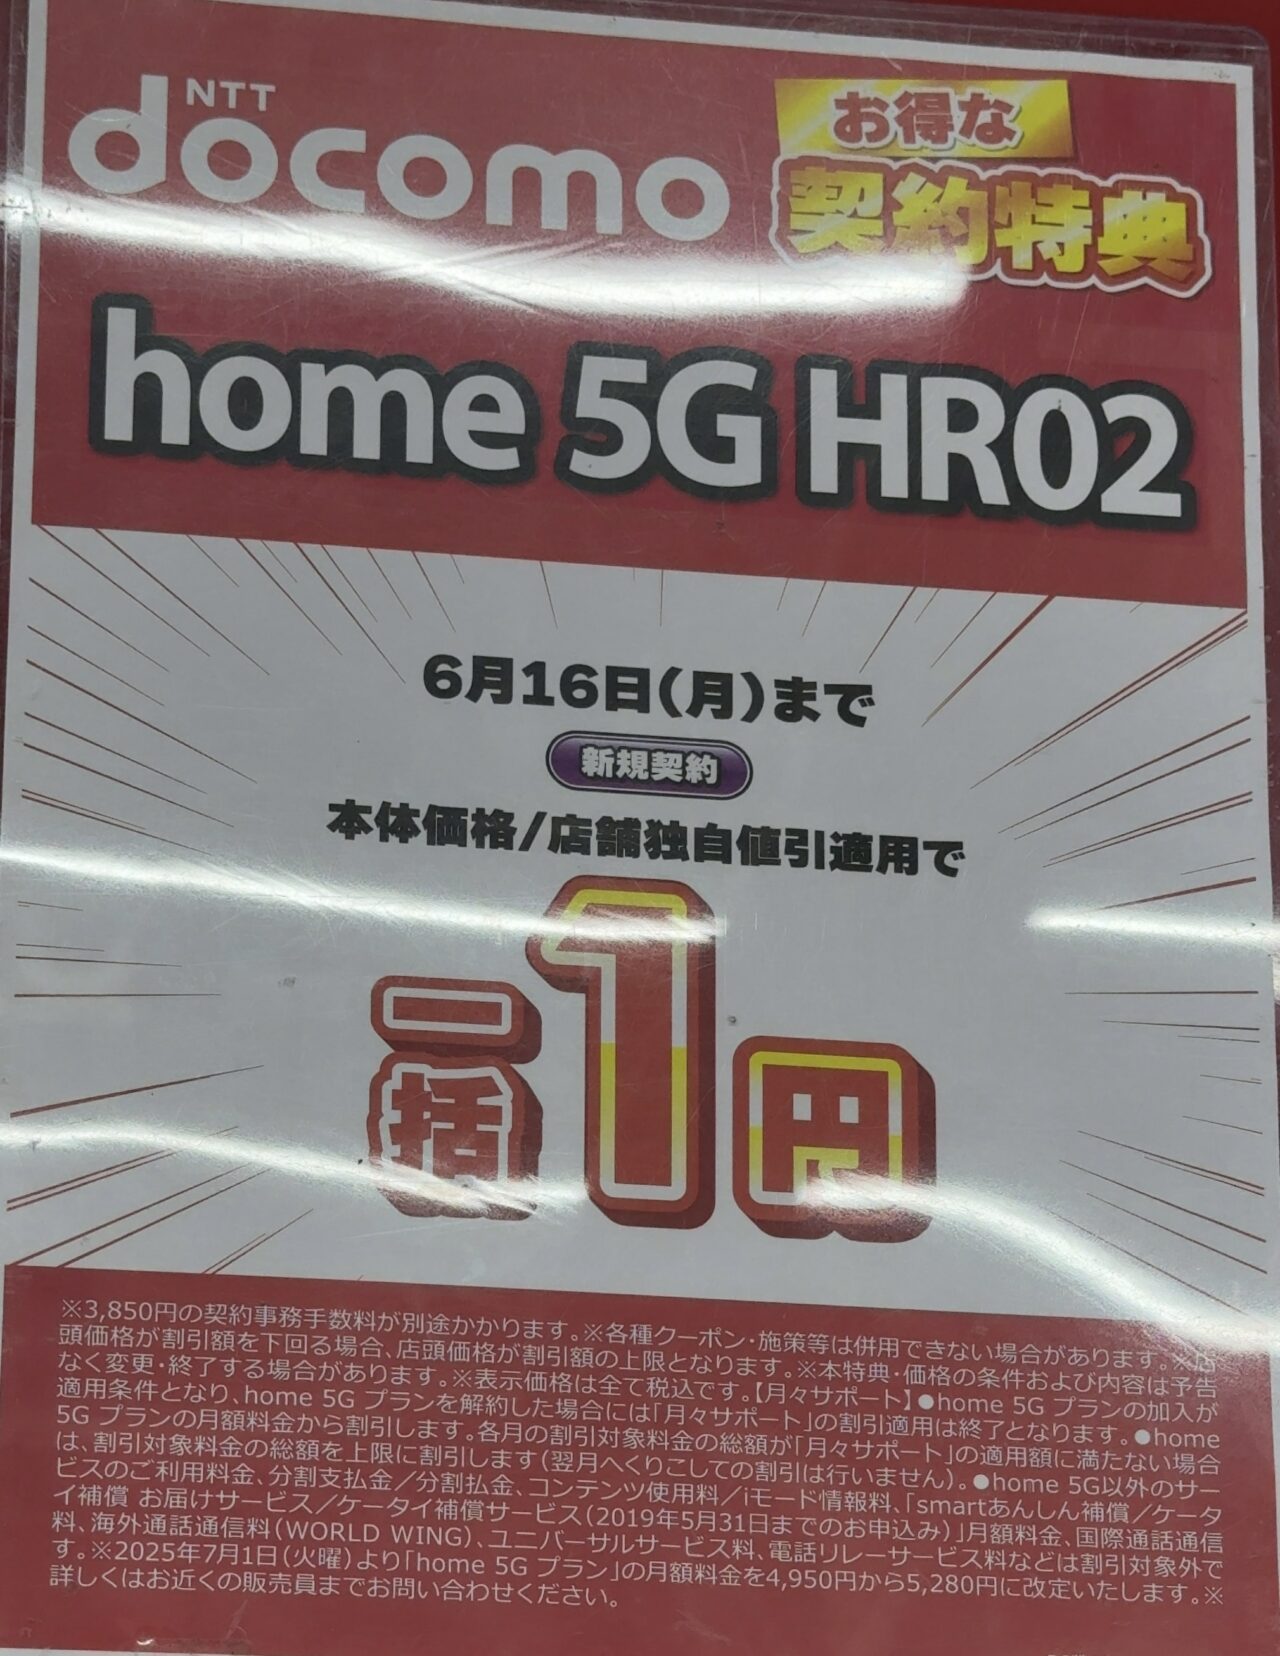 NTT
docomo
お得な
契約特典
home 5G HR02
6月16日(月)まで
新規契約
本体価格/店舗独自値引適用で
一括1円
※3,850円の契約事務手数料が別途かかります。※各種クーポン・施策等は併用できない場合があります。※店
頭価格が割引額を下回る場合、店頭価格が割引額の上限となります。※本特典・価格の条件および内容は予告
なく変更・終了する場合があります。※表示価格は全て税込です。【月々サポート】●home 5G プランの加入が
適用条件となり、home 5G プランを解約した場合には「月々サポート」の割引適用は終了となります。●home
5G プランの月額料金から割引します。各月の割引対象料金の総額が「月々サポート」の適用額に満たない場合
は、割引対象料金の総額を上限に割引します(翌月へくりこしての割引は行いません)。●home 5G以外のサー
ビスのご利用料金、分割支払金/分割払金、コンテンツ使用料/iモード情報料、「smartあんしん補償/ケータ
イ補償 お届けサービス/ケータイ補償サービス(2019年5月31日までのお申込み)」月額料金、国際通話通信
料、海外通話通信料(WORLD WING)、ユニバーサルサービス料、電話リレーサービス料などは割引対象外で
す。※2025年7月1日(火曜)より「home 5G プラン」の月額料金を4,950円から5,280円に改定いたします。※
詳しくはお近くの販売員までお問い合わせください。